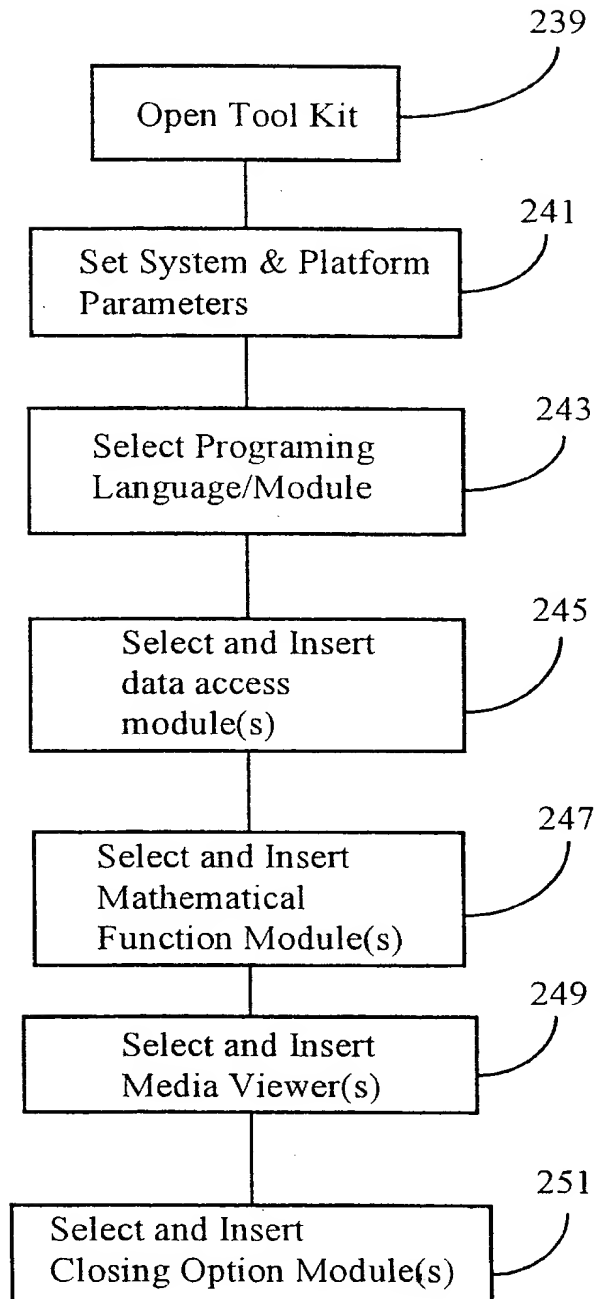 239
Open Tool Kit
241
Set System & Platform
Parameters
243
Select Programing
Language/Module
245
Select and Insert
data access
module(s)
247
Select and Insert
Mathematical
Function Module(s)
249
Select and Insert
Media Viewer(s)
251
Select and Insert
Closing Option Module(s)